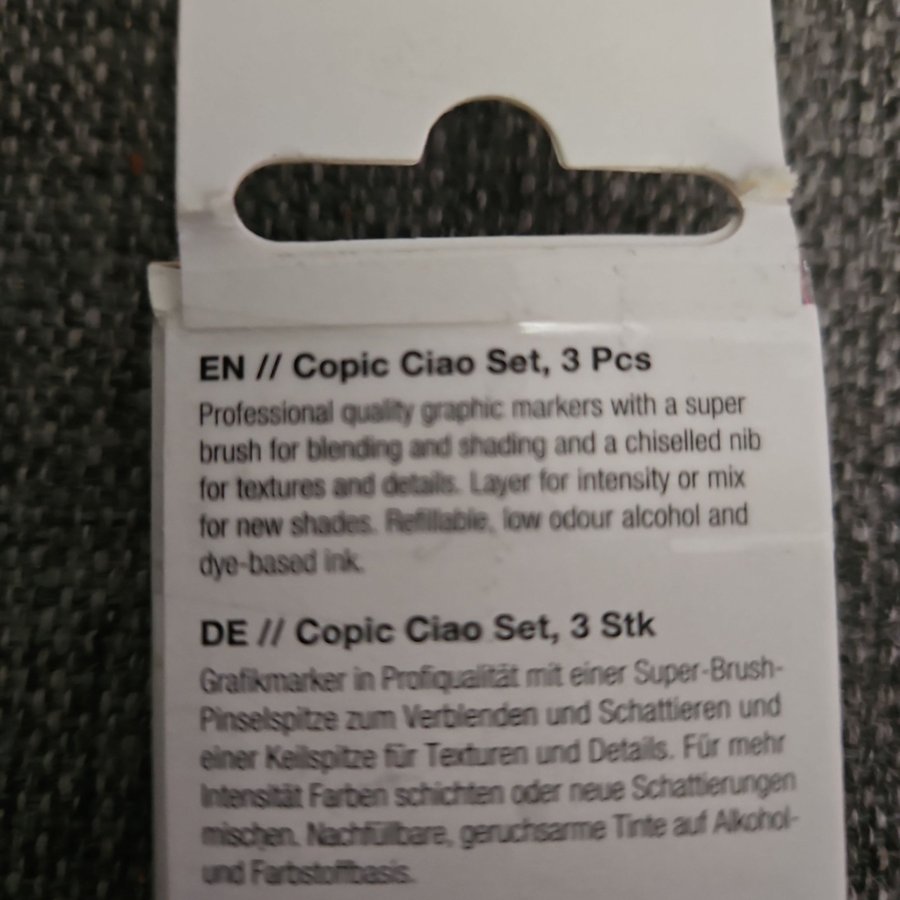 EN // Copic Ciao Set, 3 Pcs
Professional quality graphic markers with a super
brush for blending and shading and a chiselled nib
for textures and details. Layer for intensity or mix
for new shades. Refillable, low odour alcohol and
dye-based ink.
DE // Copic Ciao Set, 3 Stk
Grafikmarker in Profiqualität mit einer Super-Brush-
Pinselspitze zum Verblenden und Schattieren und
einer Keilspitze für Texturen und Details. Für mehr
Intensität Farben schichten oder neue Schattierungen
mischen. Nachfüllbare, geruchsarme Tinte auf Alkohol-
und Farbstoffbasis.